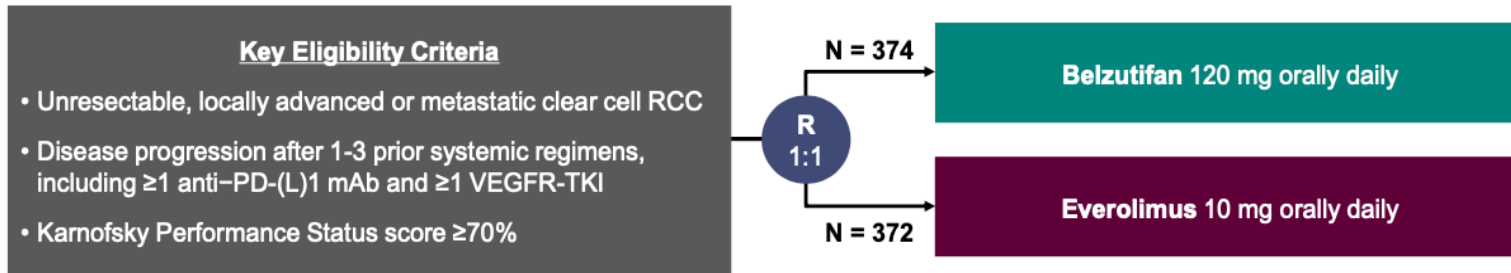 Key Eligibility Criteria
• Unresectable, locally advanced or metastatic clear cell RCC
• Disease progression after 1-3 prior systemic regimens,
including ≥1 anti−PD-(L)1 mAb and ≥1 VEGFR-TKI
• Karnofsky Performance Status score ≥70%
R
1:1
N = 374
Belzutifan 120 mg orally daily
Everolimus 10 mg orally daily
N = 372